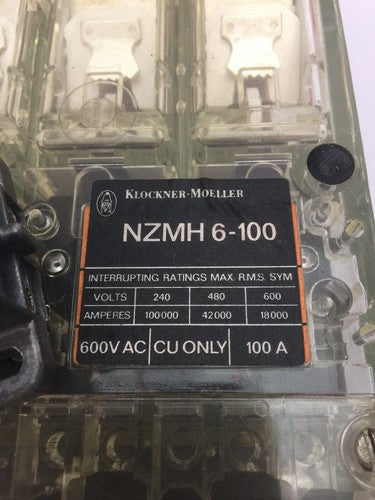 KLOCKNER-MOELLER
NZMH 6-100
INTERRUPTING RATINGS MAX. R.M.S. SYM
VOLTS 240 480 600
AMPERES 100000 42000 18000
600V AC CU ONLY 100 A